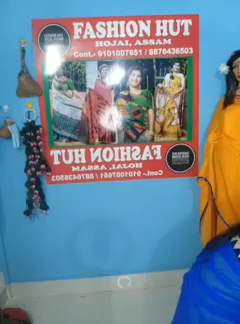 FASHION HUT
HOJAI, ASSAM
Cont.- 9101007651 / 8876436503
FASHION HUT
HOJAI, ASSAM
Cont.- 9101007651 / 8876436503